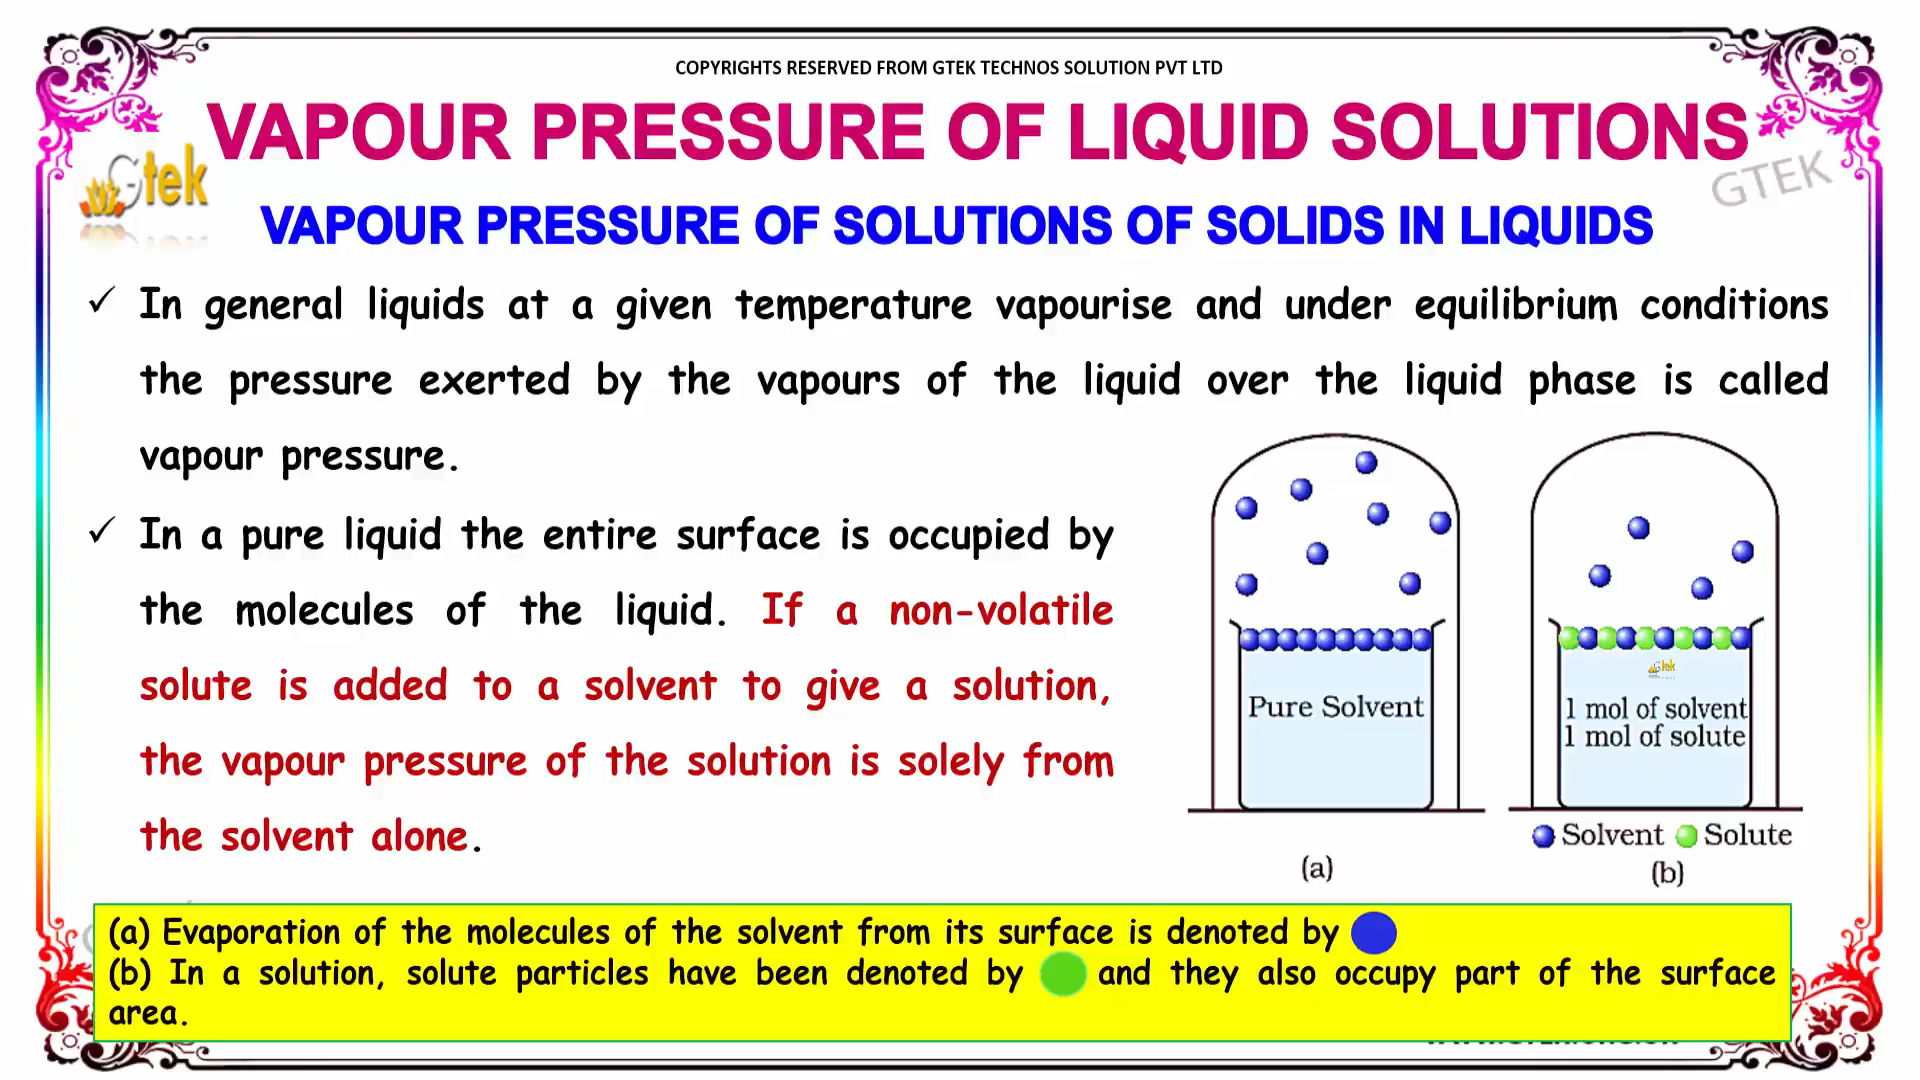 COPYRIGHTS RESERVED FROM GTEK TECHNOS SOLUTION PVT LTD
VAPOUR PRESSURE OF LIQUID SOLUTIONS
Gtek
GTEK
VAPOUR PRESSURE OF SOLUTIONS OF SOLIDS IN LIQUIDS
✓ In general liquids at a given temperature vapourise and under equilibrium conditions
the pressure exerted by the vapours of the liquid over the liquid phase is called
vapour pressure.
✓ In a pure liquid the entire surface is occupied by
the molecules of the liquid. If a non-volatile
solute is added to a solvent to give a solution,
the vapour pressure of the solution is solely from
the solvent alone.
Pure Solvent
(a)
Gtek
1 mol of solvent
1 mol of solute
Solvent Solute
(b)
(a) Evaporation of the molecules of the solvent from its surface is denoted by
(b) In a solution, solute particles have been denoted by and they also occupy part of the surface
area.